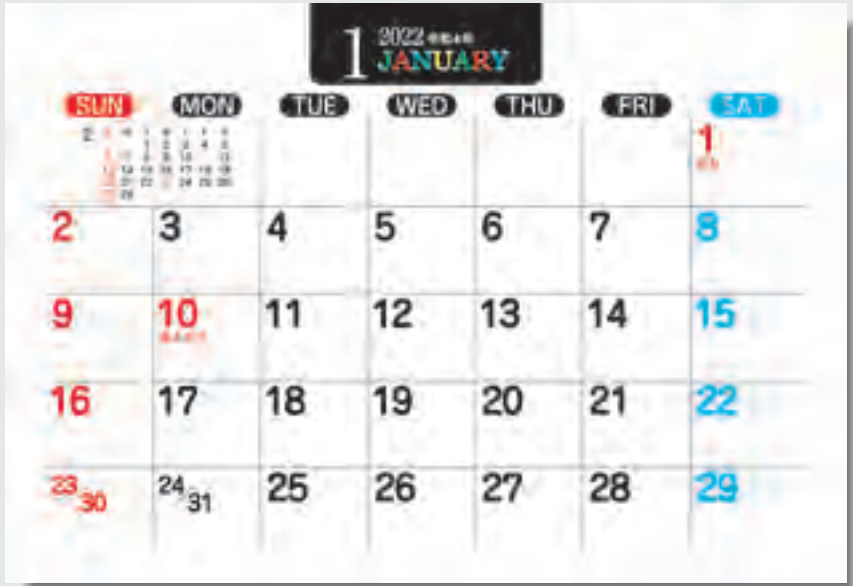 1
2022 令和4年
JANUARY
SUN MON TUE WED THU FRI SAT
1
2 3 4 5 6 7 8
9 10 11 12 13 14 15
16 17 18 19 20 21 22
23 30 24 31 25 26 27 28 29